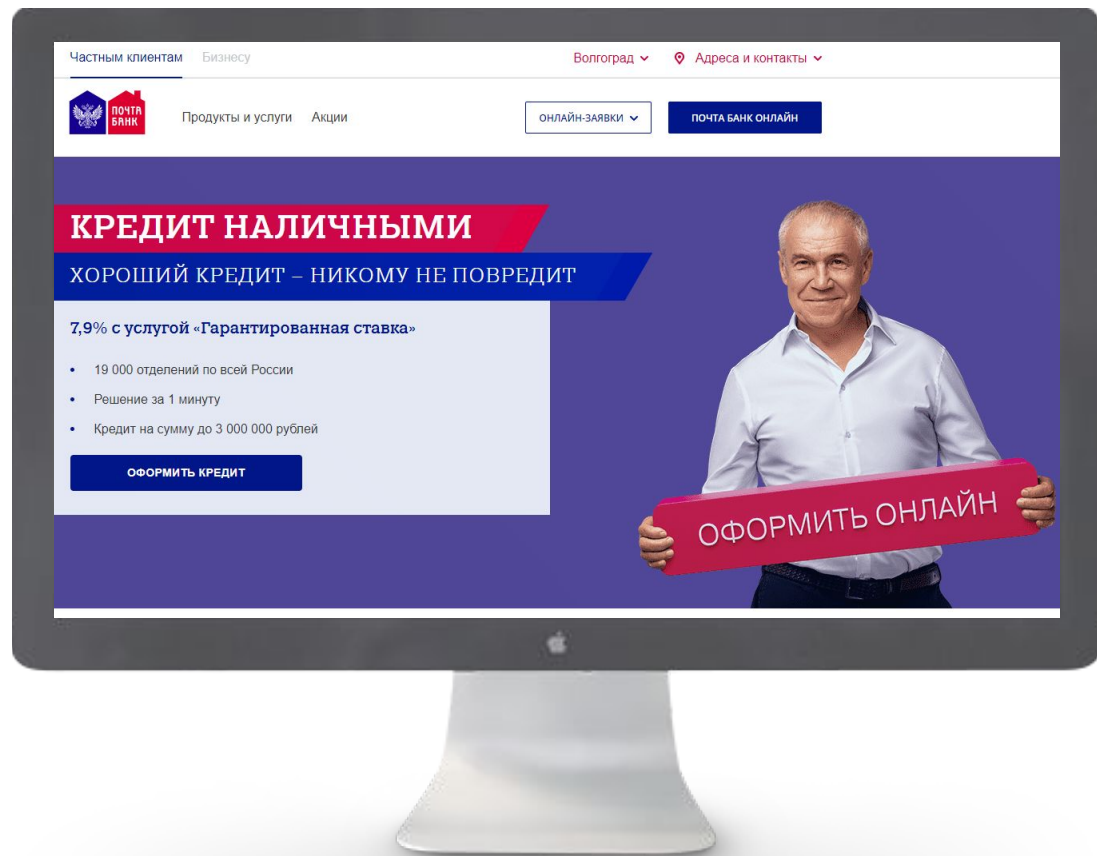 Частным клиентам Бизнесу Волгоград Адреса и контакты
ПОЧТА БАНК
Продукты и услуги Акции ОНЛАЙН-ЗАЯВКИ ПОЧТА БАНК ОНЛАЙН
КРЕДИТ НАЛИЧНЫМИ
ХОРОШИЙ КРЕДИТ – НИКОМУ НЕ ПОВРЕДИТ
7,9% с услугой «Гарантированная ставка»
• 19 000 отделений по всей России
• Решение за 1 минуту
• Кредит на сумму до 3 000 000 рублей
ОФОРМИТЬ КРЕДИТ
ОФОРМИТЬ ОНЛАЙН